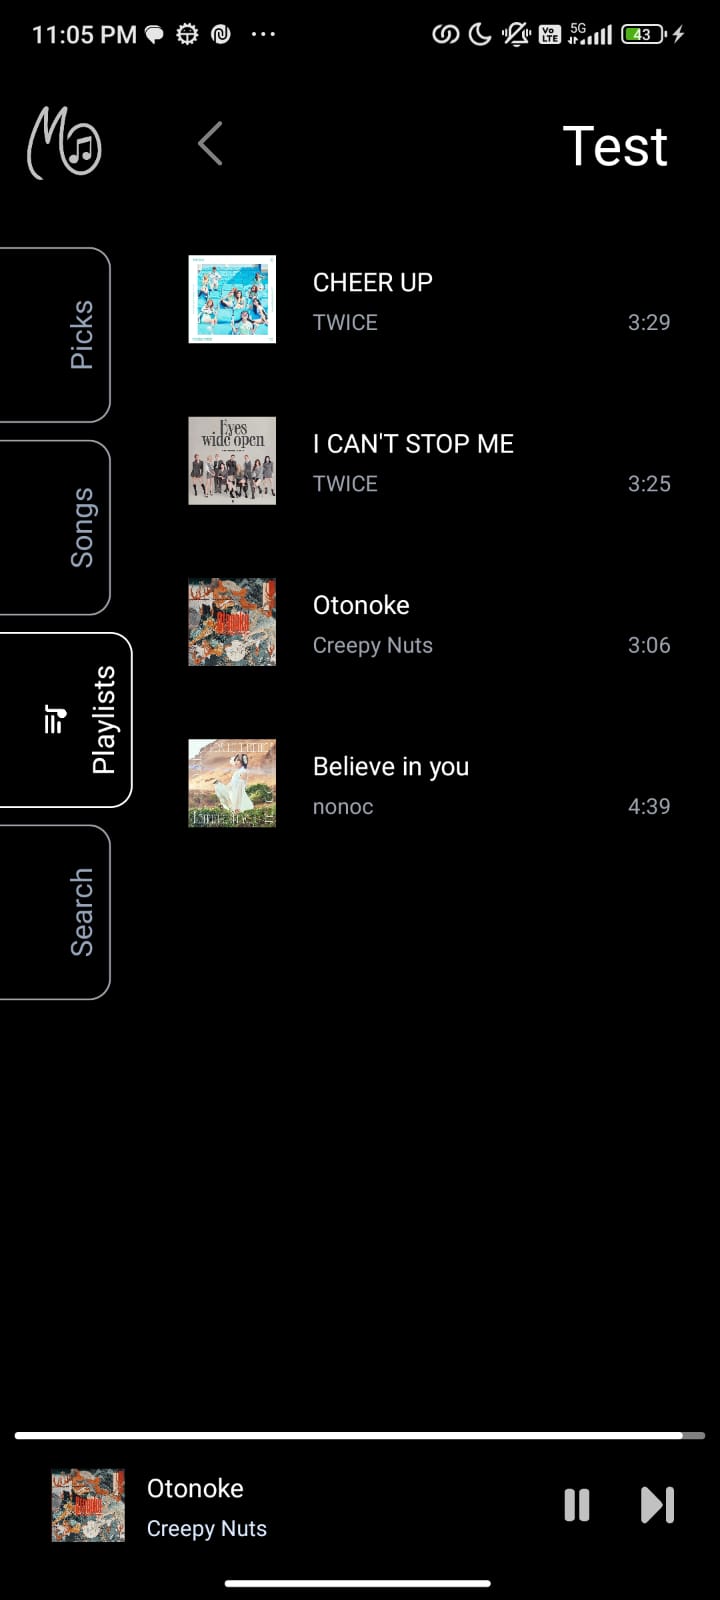 11:05 PM
Vo LTE
5G
43
Test
Picks
Songs
Playlists
Search
CHEER UP
TWICE
3:29
Eyes
wide open
I CAN'T STOP ME
TWICE
3:25
Otonoke
Creepy Nuts
3:06
Believe in you
nonoc
4:39
Otonoke
Creepy Nuts